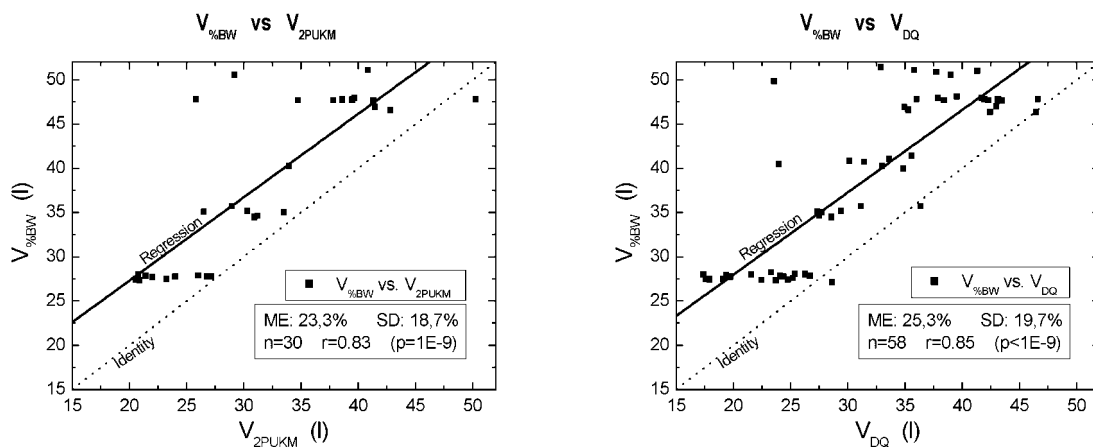 V%BW vs V2PUKM
50
45
40
35
30
25
20
15
V%BW (l)
Regression
Identity
V%BW vs. V2PUKM
ME: 23,3% SD: 18,7%
n=30 r=0.83 (p=1E-9)
15 20 25 30 35 40 45 50
V2PUKM (l)
V%BW vs VDQ
50
45
40
35
30
25
20
15
V%BW (l)
Regression
Identity
V%BW vs. VDQ
ME: 25,3% SD: 19,7%
n=58 r=0.85 (p<1E-9)
15 20 25 30 35 40 45 50
VDQ (l)